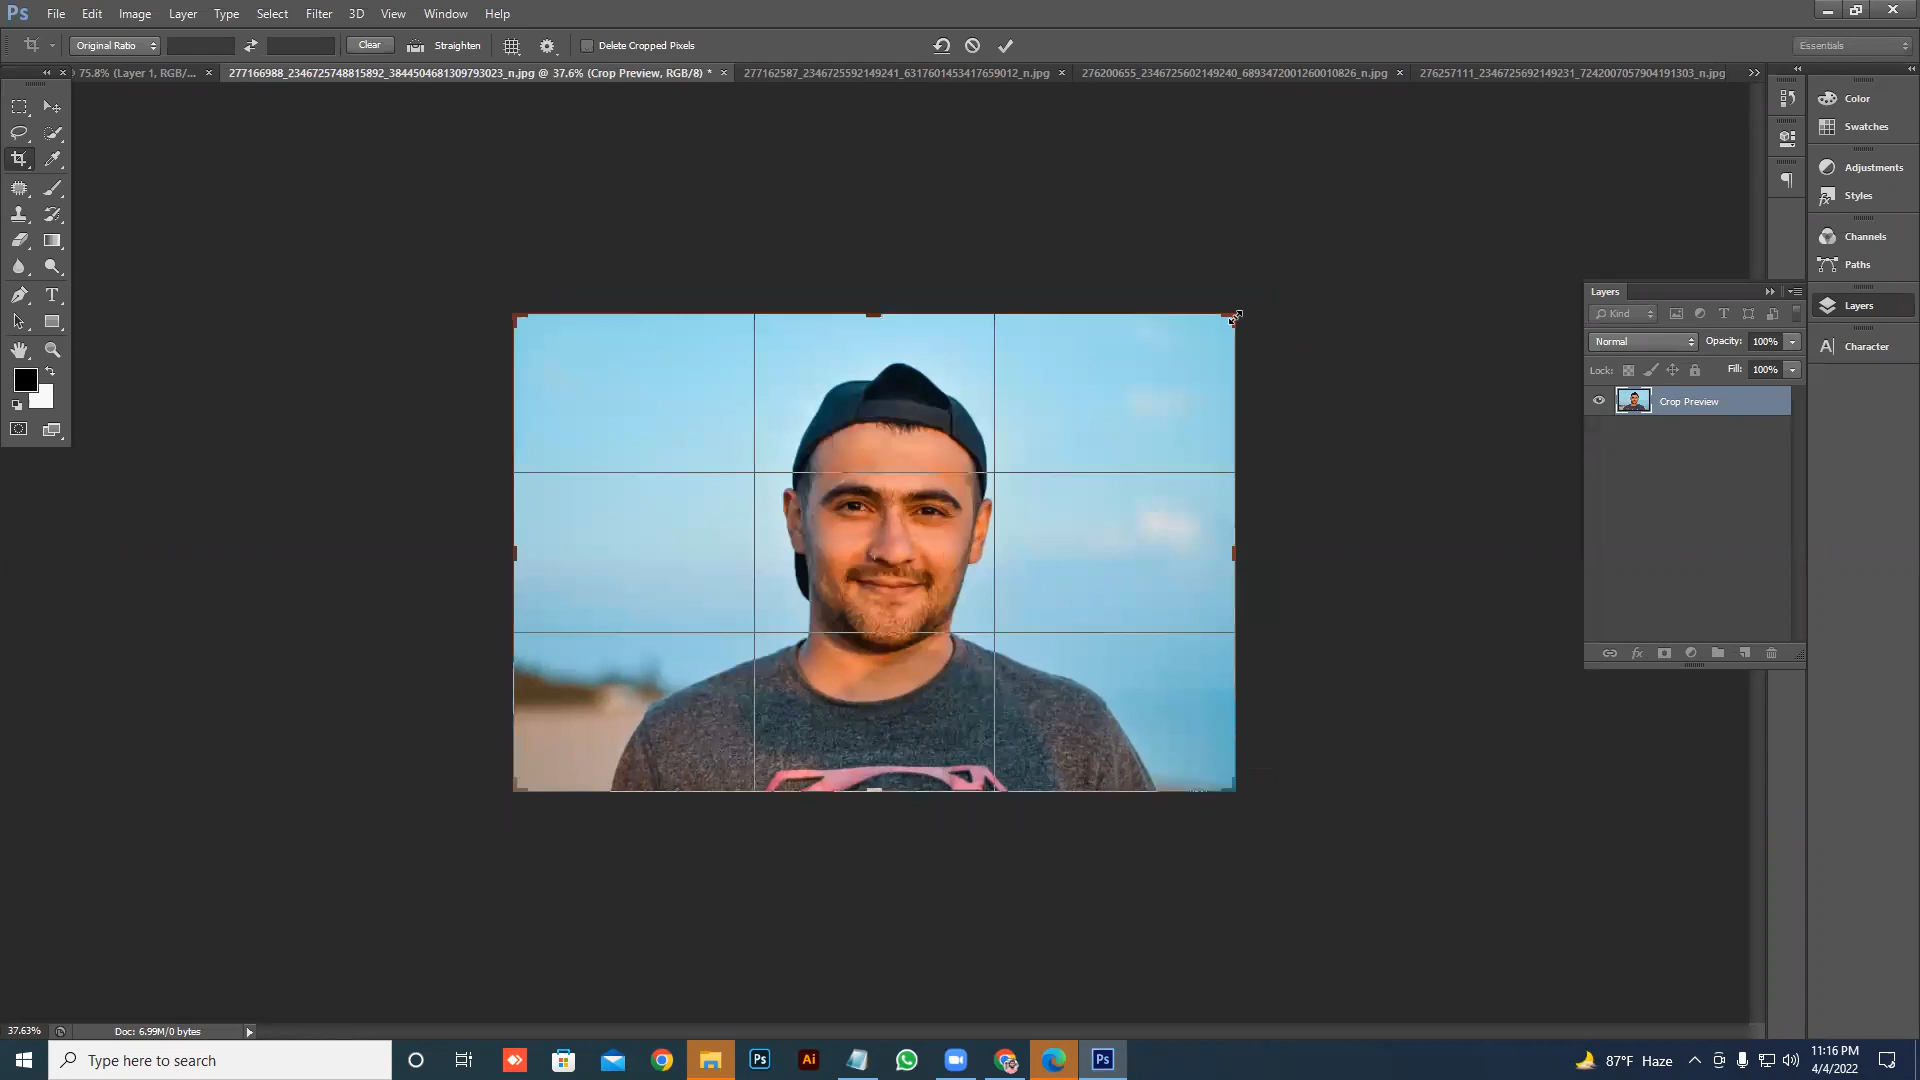 Ps File Edit Image Layer Type Select Filter 3D View Window Help
Original Ratio Clear Straighten Delete Cropped Pixels Essentials
75.8% (Layer 1, RGB/... × 277166988_2346725748815892_3844504681309793023_n.jpg @ 37.6% (Crop Preview, RGB/8) * × 277162587_2346725592149241_6317601453417659012_n.jpg × 276200655_2346725602149240_6893472001260010826_n.jpg × 276257111_2346725692149231_7242007057904191303_n.jpg
Color
Swatches
Adjustments
Styles
Channels
Paths
Layers
Character
Layers
Kind
Normal Opacity: 100%
Lock: Fill: 100%
Crop Preview
37.63% Doc: 6.99M/0 bytes
Type here to search
Ps Ai Ps
87°F Haze
11:16 PM
4/4/2022